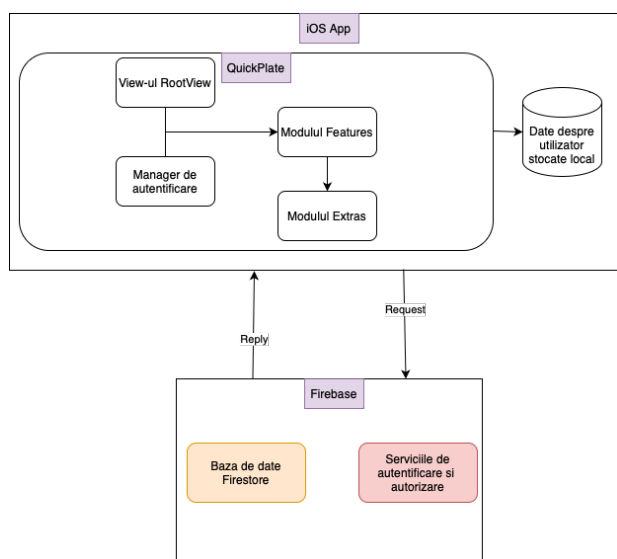 iOS App
QuickPlate
View-ul RootView
Modulul Features
Manager de
autentificare
Modulul Extras
Date despre
utilizator
stocate local
Reply
Request
Firebase
Baza de date
Firestore
Serviciile de
autentificare si
autorizare